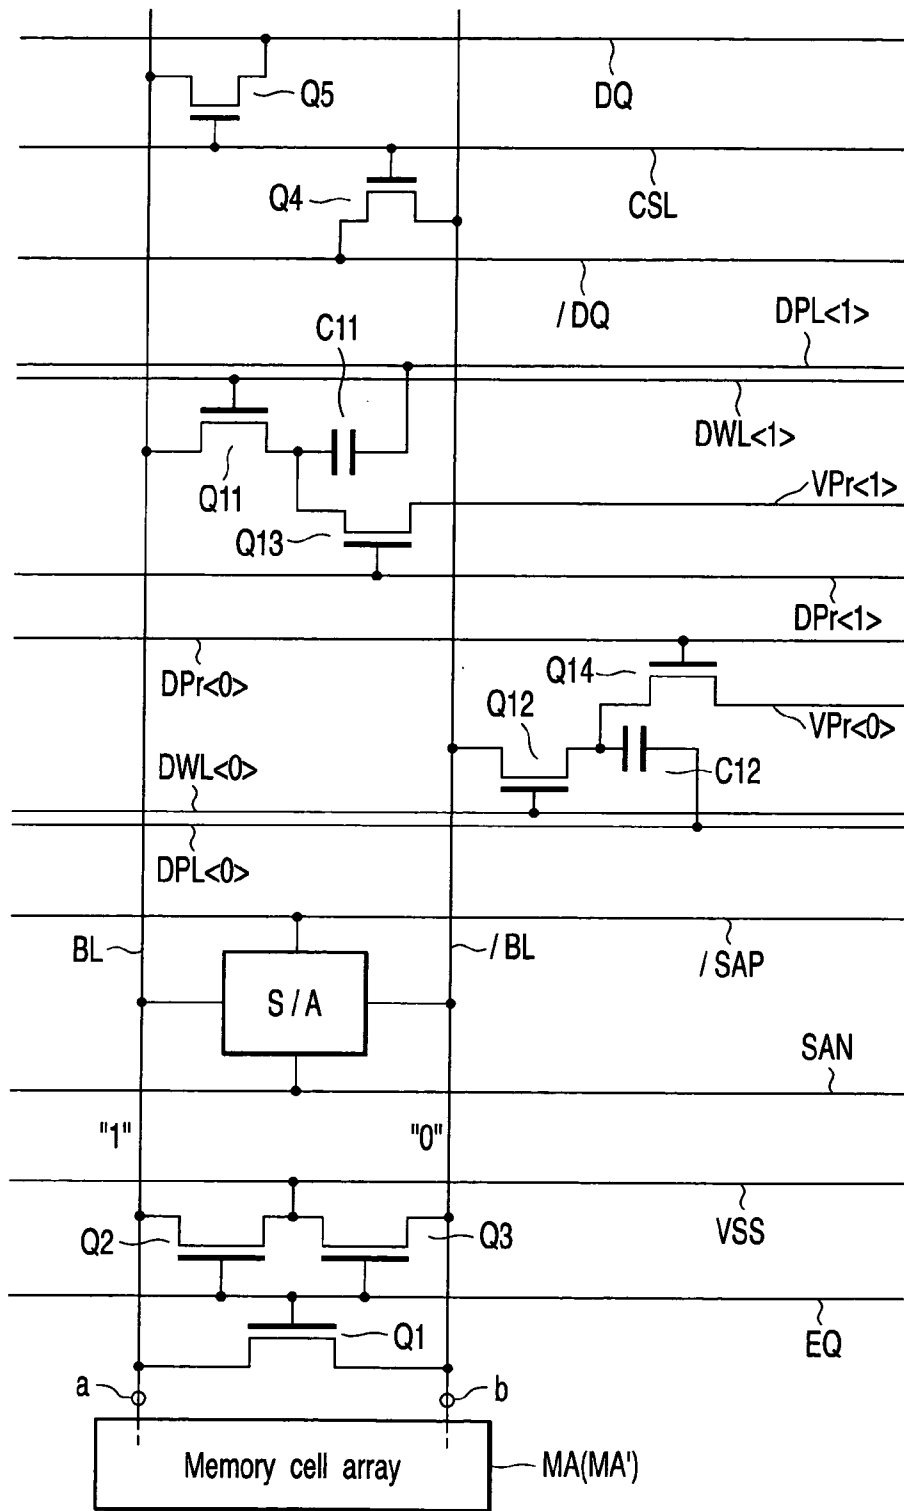 Q5
DQ
Q4
CSL
/DQ
C11
DPL<1>
DWL<1>
Q11
VPr<1>
Q13
DPr<1>
DPr<0>
Q14
Q12
VPr<0>
DWL<0>
C12
DPL<0>
BL
/BL
/SAP
S/A
SAN
"1"
"0"
Q2
Q3
VSS
Q1
EQ
a
b
Memory cell array
MA(MA')